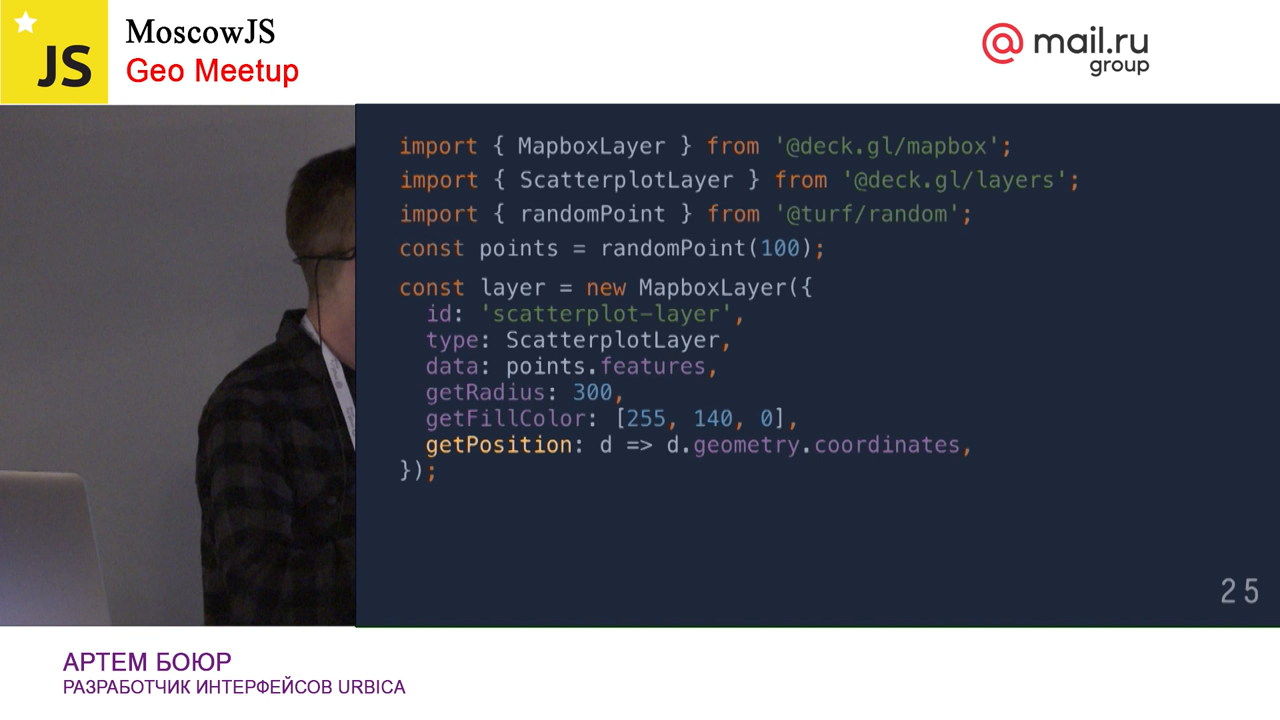 JS
MoscowJS
Geo Meetup
@mail.ru
group
import { MapboxLayer } from '@deck.gl/mapbox';
import { ScatterplotLayer } from '@deck.gl/layers';
import { randomPoint } from '@turf/random';
const points = randomPoint(100);
const layer = new MapboxLayer({
  id: 'scatterplot-layer',
  type: ScatterplotLayer,
  data: points.features,
  getRadius: 300,
  getFillColor: [255, 140, 0],
  getPosition: d => d.geometry.coordinates,
});
25
АРТЕМ БОЮР
РАЗРАБОТЧИК ИНТЕРФЕЙСОВ URBICA